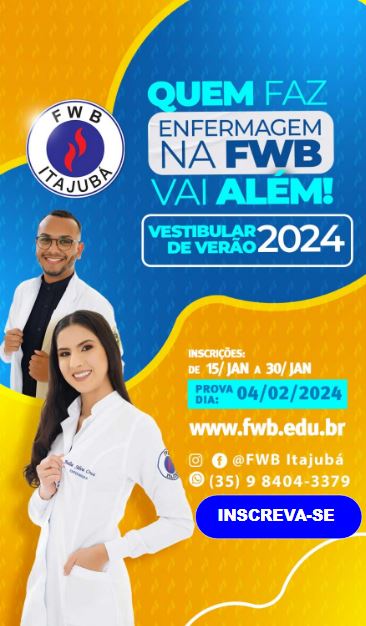 FWB
ITAJUBÁ
QUEM FAZ
ENFERMAGEM
NA FWB
VAI ALÉM!
VESTIBULAR
DE VERÃO 2024
INSCRIÇÕES:
DE 15/JAN A 30/JAN
PROVA
DIA: 04/02/2024
www.fwb.edu.br
@FWB Itajubá
(35) 9 8404-3379
INSCREVA-SE